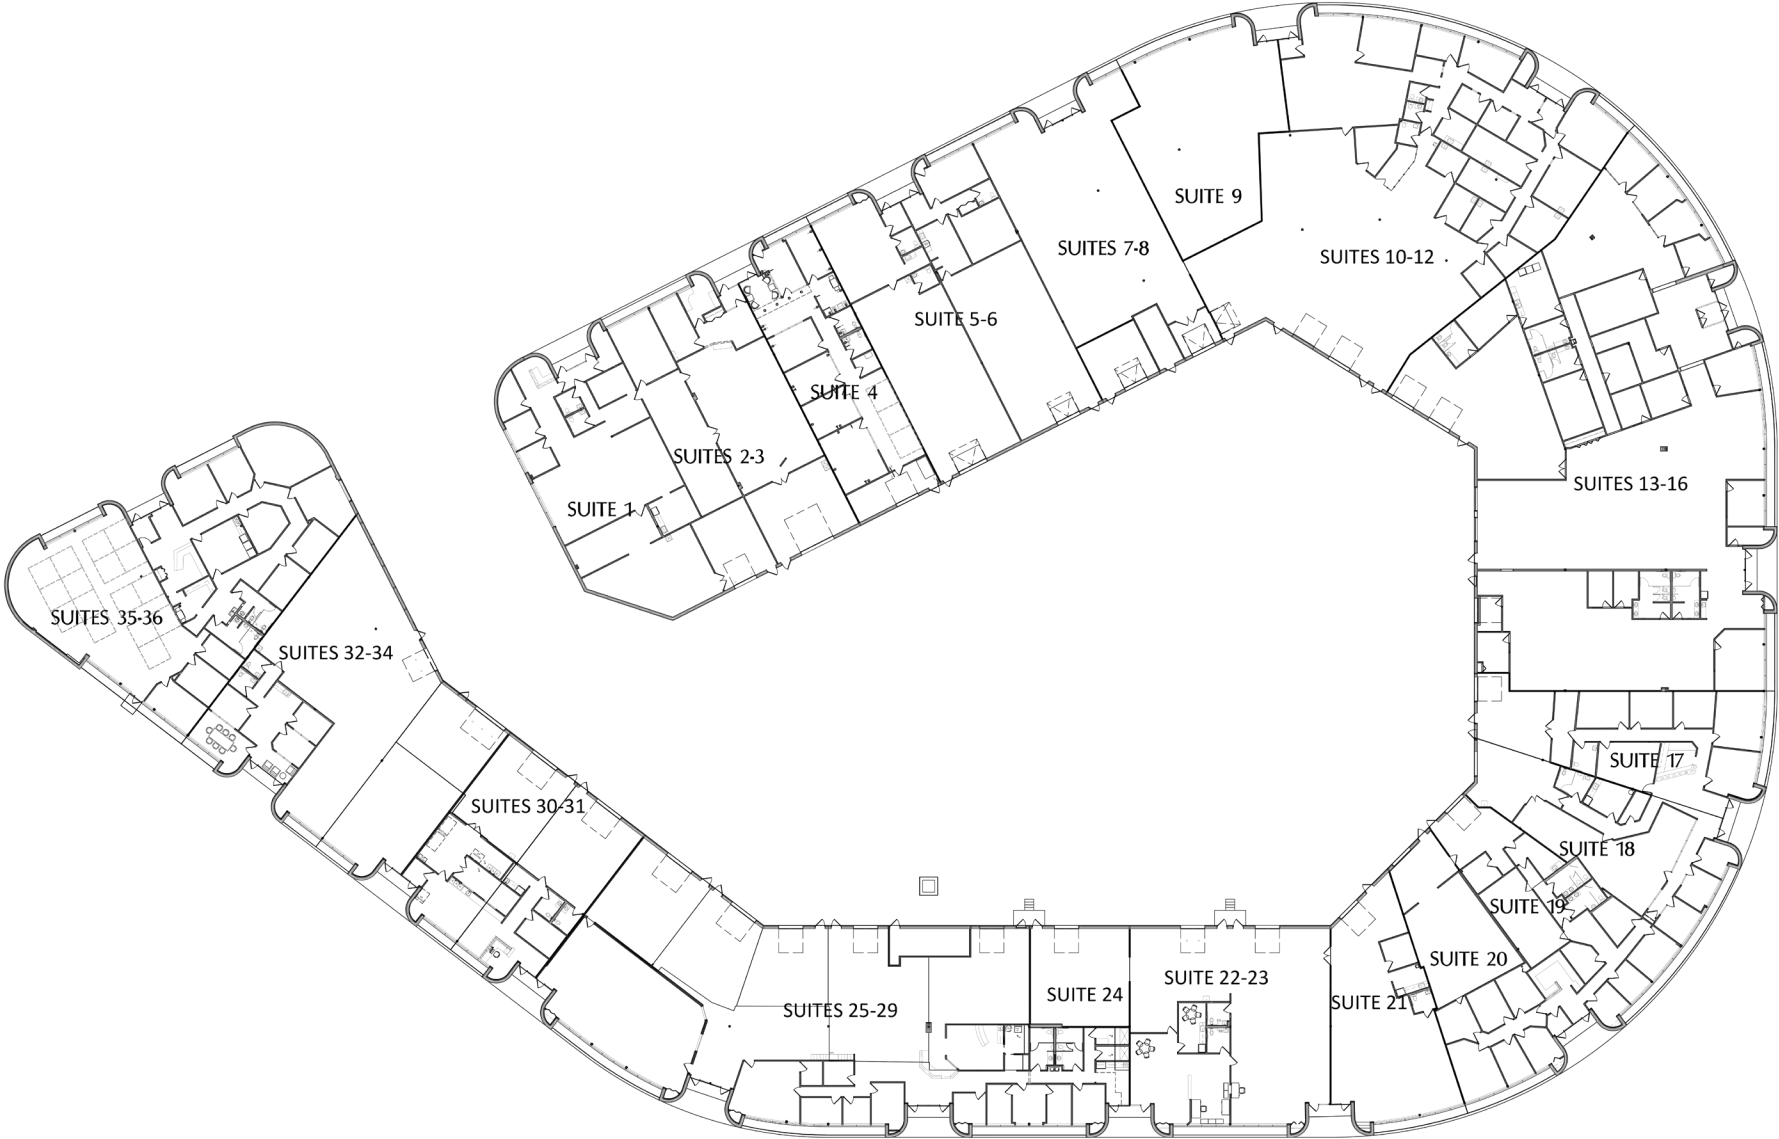 SUITE 9
SUITES 7-8
SUITES 10-12
SUITE 5-6
SUITE 4
SUITES 2-3
SUITE 1
SUITES 13-16
SUITES 35-36
SUITES 32-34
SUITE 17
SUITES 30-31
SUITE 18
SUITE 19
SUITE 20
SUITE 22-23
SUITE 24
SUITE 21
SUITES 25-29